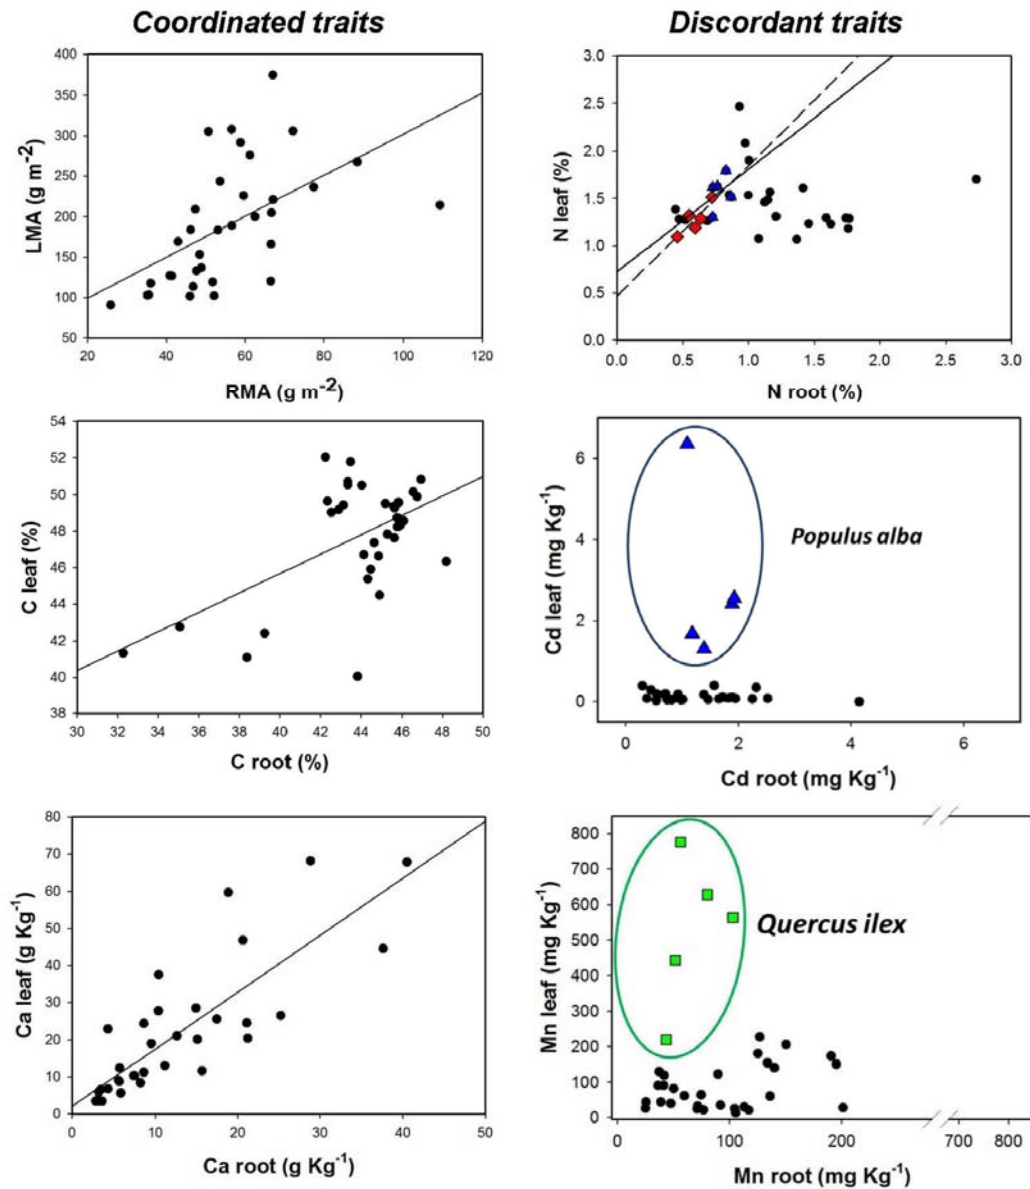 Coordinated traits
Discordant traits
400
350
300
250
200
150
100
50
LMA (g m-2)
20 40 60 80 100 120
RMA (g m-2)
3.0
2.5
2.0
1.5
1.0
0.5
0.0
N leaf (%)
0.0 0.5 1.0 1.5 2.0 2.5 3.0
N root (%)
54
52
50
48
46
44
42
40
38
C leaf (%)
30 32 34 36 38 40 42 44 46 48 50
C root (%)
6
4
2
0
Cd leaf (mg Kg-1)
Populus alba
0 2 4 6
Cd root (mg Kg-1)
80
70
60
50
40
30
20
10
0
Ca leaf (g Kg-1)
0 10 20 30 40 50
Ca root (g Kg-1)
800
700
600
500
400
300
200
100
0
Mn leaf (mg Kg-1)
Quercus ilex
0 100 200 700 800
Mn root (mg Kg-1)